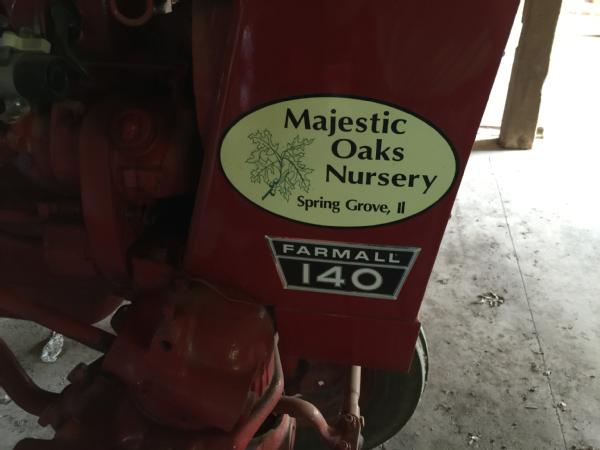 Majestic
Oaks
Nursery
Spring Grove, Il
FARMALL
140